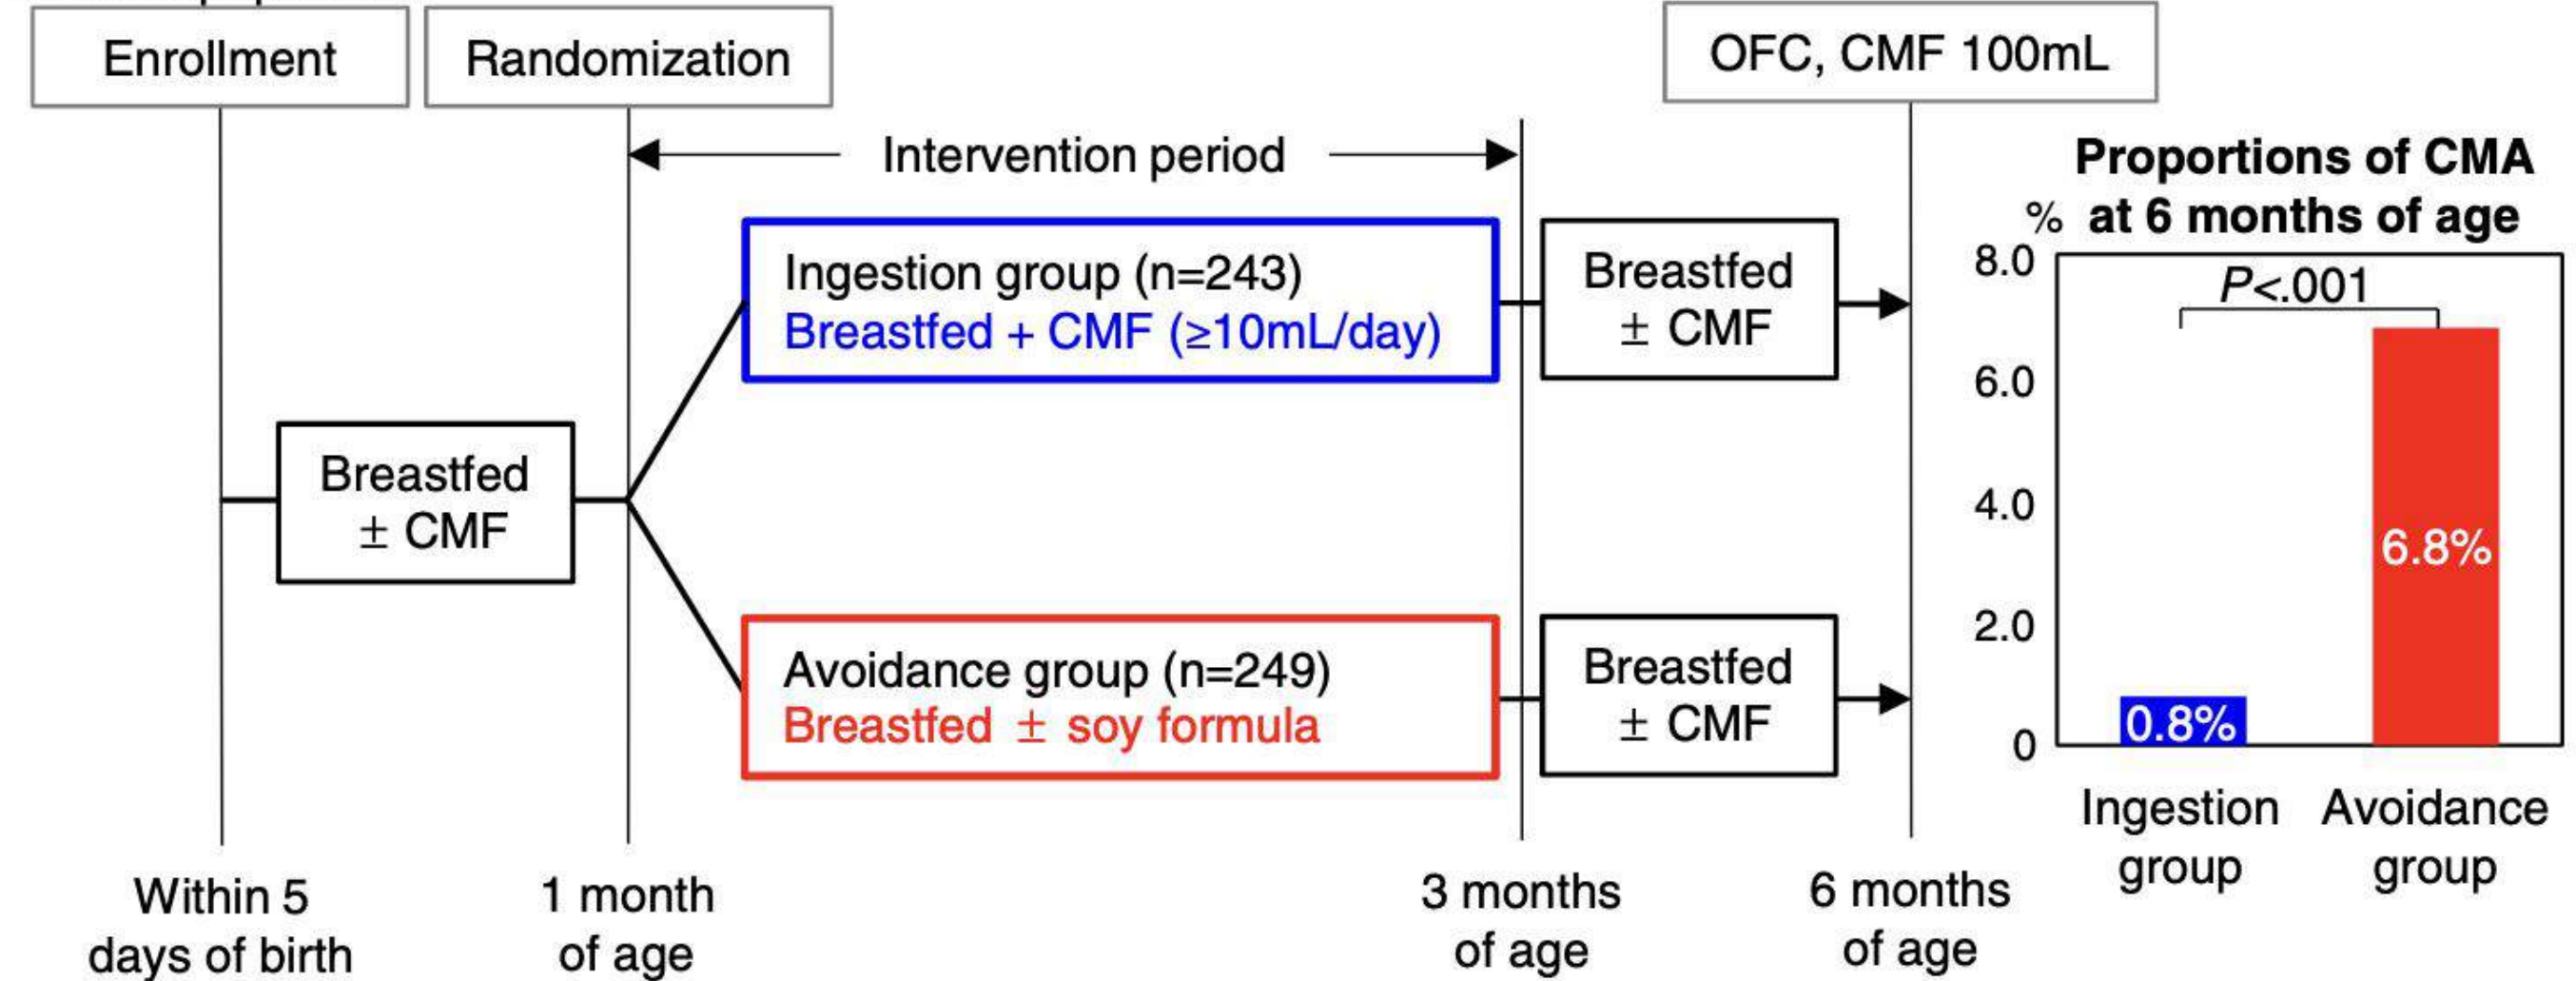 Enrollment
Randomization
OFC, CMF 100mL
Intervention period
Ingestion group (n=243)
Breastfed + CMF (≥10mL/day)
Breastfed
± CMF
Breastfed
± CMF
Avoidance group (n=249)
Breastfed ± soy formula
Breastfed
± CMF
Within 5
days of birth
1 month
of age
3 months
of age
6 months
of age
Proportions of CMA
% at 6 months of age
8.0
P<.001
6.0
4.0
6.8%
2.0
0.8%
0
Ingestion
group
Avoidance
group